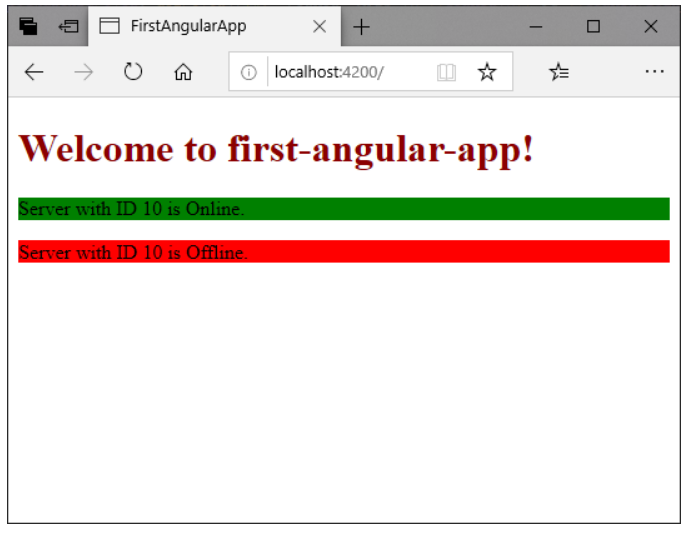 FirstAngularApp
localhost:4200/
Welcome to first-angular-app!
Server with ID 10 is Online.
Server with ID 10 is Offline.